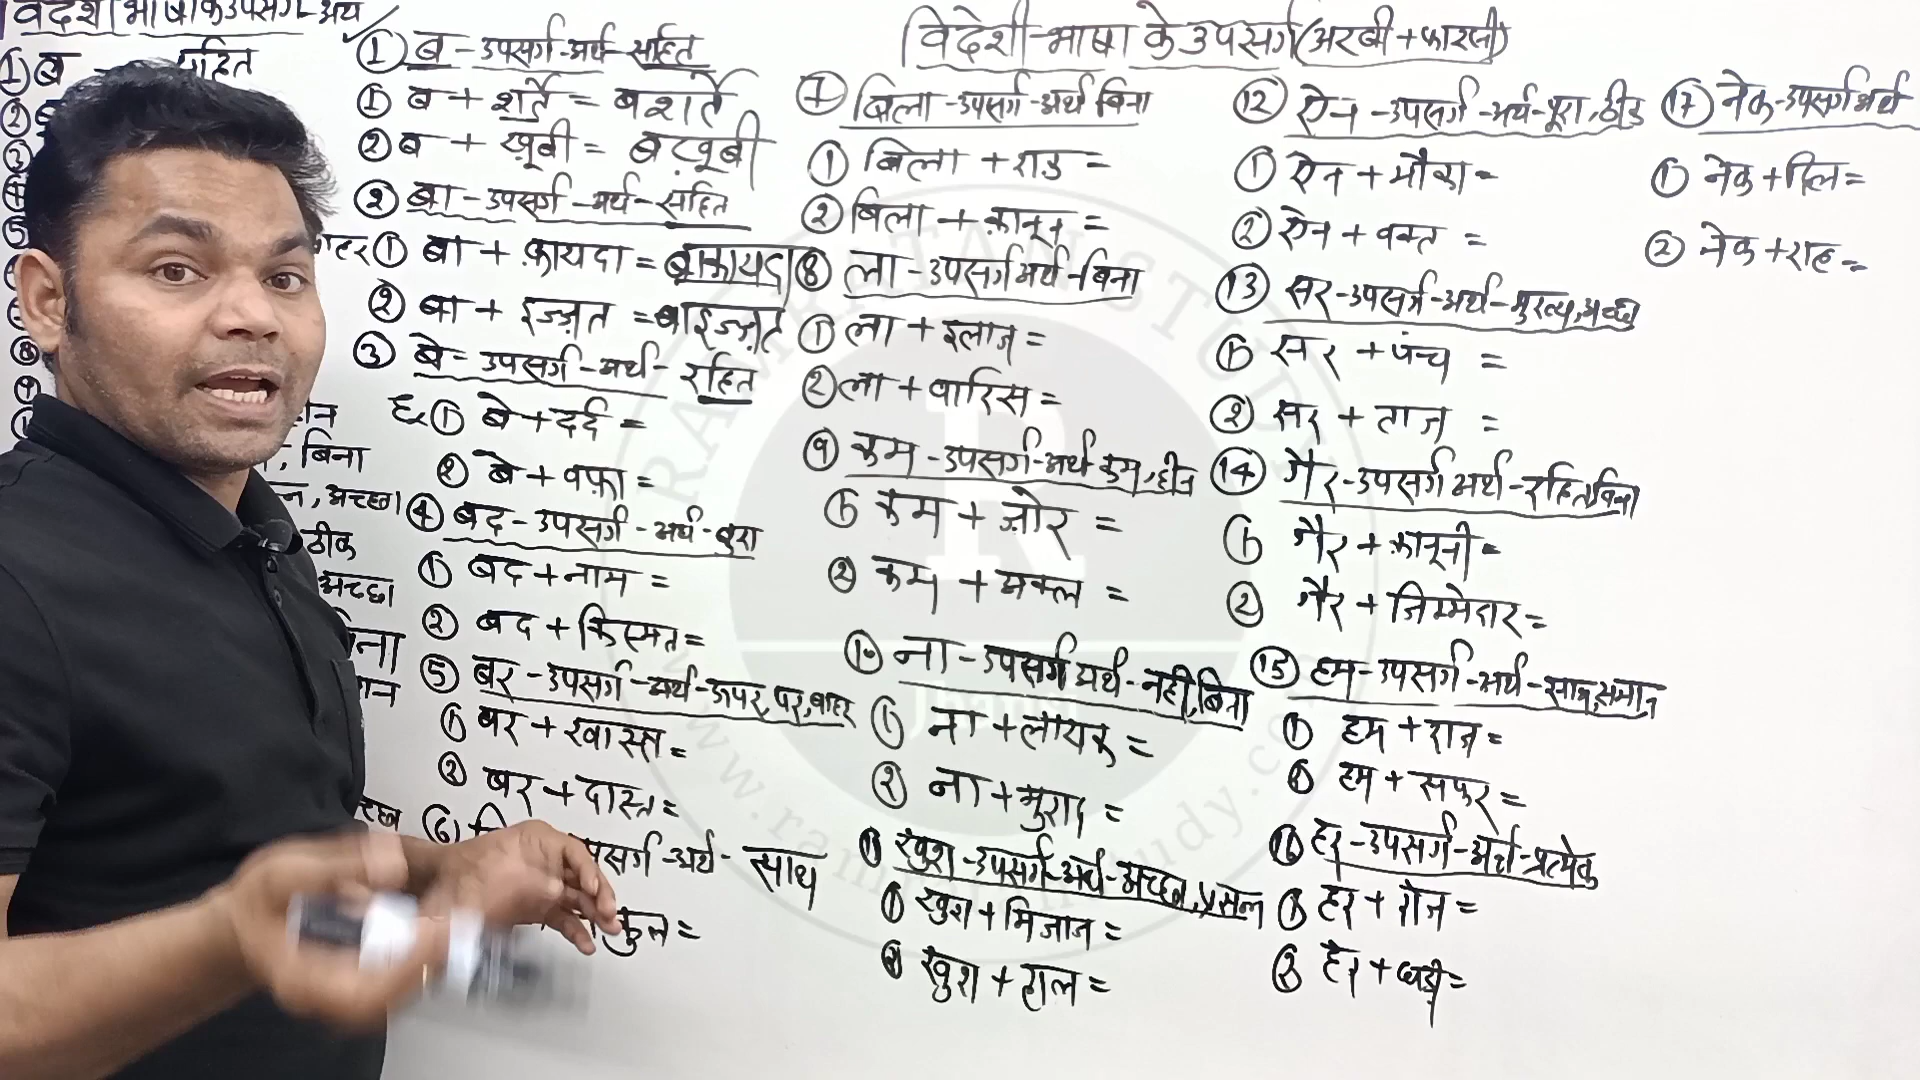 विदेशी भाषा के उपसर्ग (अरबी+फारसी)
विदेशी भाषा के उपसर्ग-अर्थ
① ब
हिन
, बिना
, अच्छा
ठीक
अच्छा
① ब - उपसर्ग - अर्थ - सहित
① ब + शर्ते = बशर्ते
② ब + ख़ूबी = बख़ूबी
② बा - उपसर्ग - अर्थ - सहित
① बा + क़ायदा = बाकायदा
② बा + इज्ज़त = बाइज्ज़त
③ बे - उपसर्ग - अर्थ - रहित
① बे + दर्द =
② बे + वफ़ा =
④ बद - उपसर्ग - अर्थ - बुरा
① बद + नाम =
② बद + किस्मत =
⑤ बर - उपसर्ग - अर्थ - ऊपर, पर, बाहर
① बर + खास्त =
② बर + दास्त =
⑥ - अर्थ - साथ
कुल =
⑦ बिला - उपसर्ग - अर्थ बिना
① बिला + शक =
② बिला + क़ानून =
⑧ ला - उपसर्ग अर्थ - बिना
① ला + इलाज =
② ला + वारिस =
⑨ कम - उपसर्ग - अर्थ कम, हीन
① कम + ज़ोर =
② कम + अक्ल =
⑩ ना - उपसर्ग अर्थ - नहीं, बिना
① ना + लायक =
② ना + मुराद =
⑪ खुश - उपसर्ग - अर्थ - अच्छा, प्रसन्न
① खुश + मिजाज =
② खुश + हाल =
⑫ ऐन - उपसर्ग - अर्थ - पूरा, ठीक
① ऐन + मौका =
② ऐन + वक्त =
⑬ सर - उपसर्ग - अर्थ - मुख्य, अच्छा
① सर + पंच =
② सर + ताज =
⑭ गैर - उपसर्ग अर्थ - रहित, बिना
① गैर + क़ानूनी =
② गैर + जिम्मेदार =
⑮ हम - उपसर्ग - अर्थ - साथ, समान
① हम + राज =
② हम + सफर =
⑯ हर - उपसर्ग - अर्थ - प्रत्येक
① हर + रोज =
② हर + घड़ी =
⑰ नेक - उपसर्ग अर्थ
① नेक + दिल =
② नेक + राह =